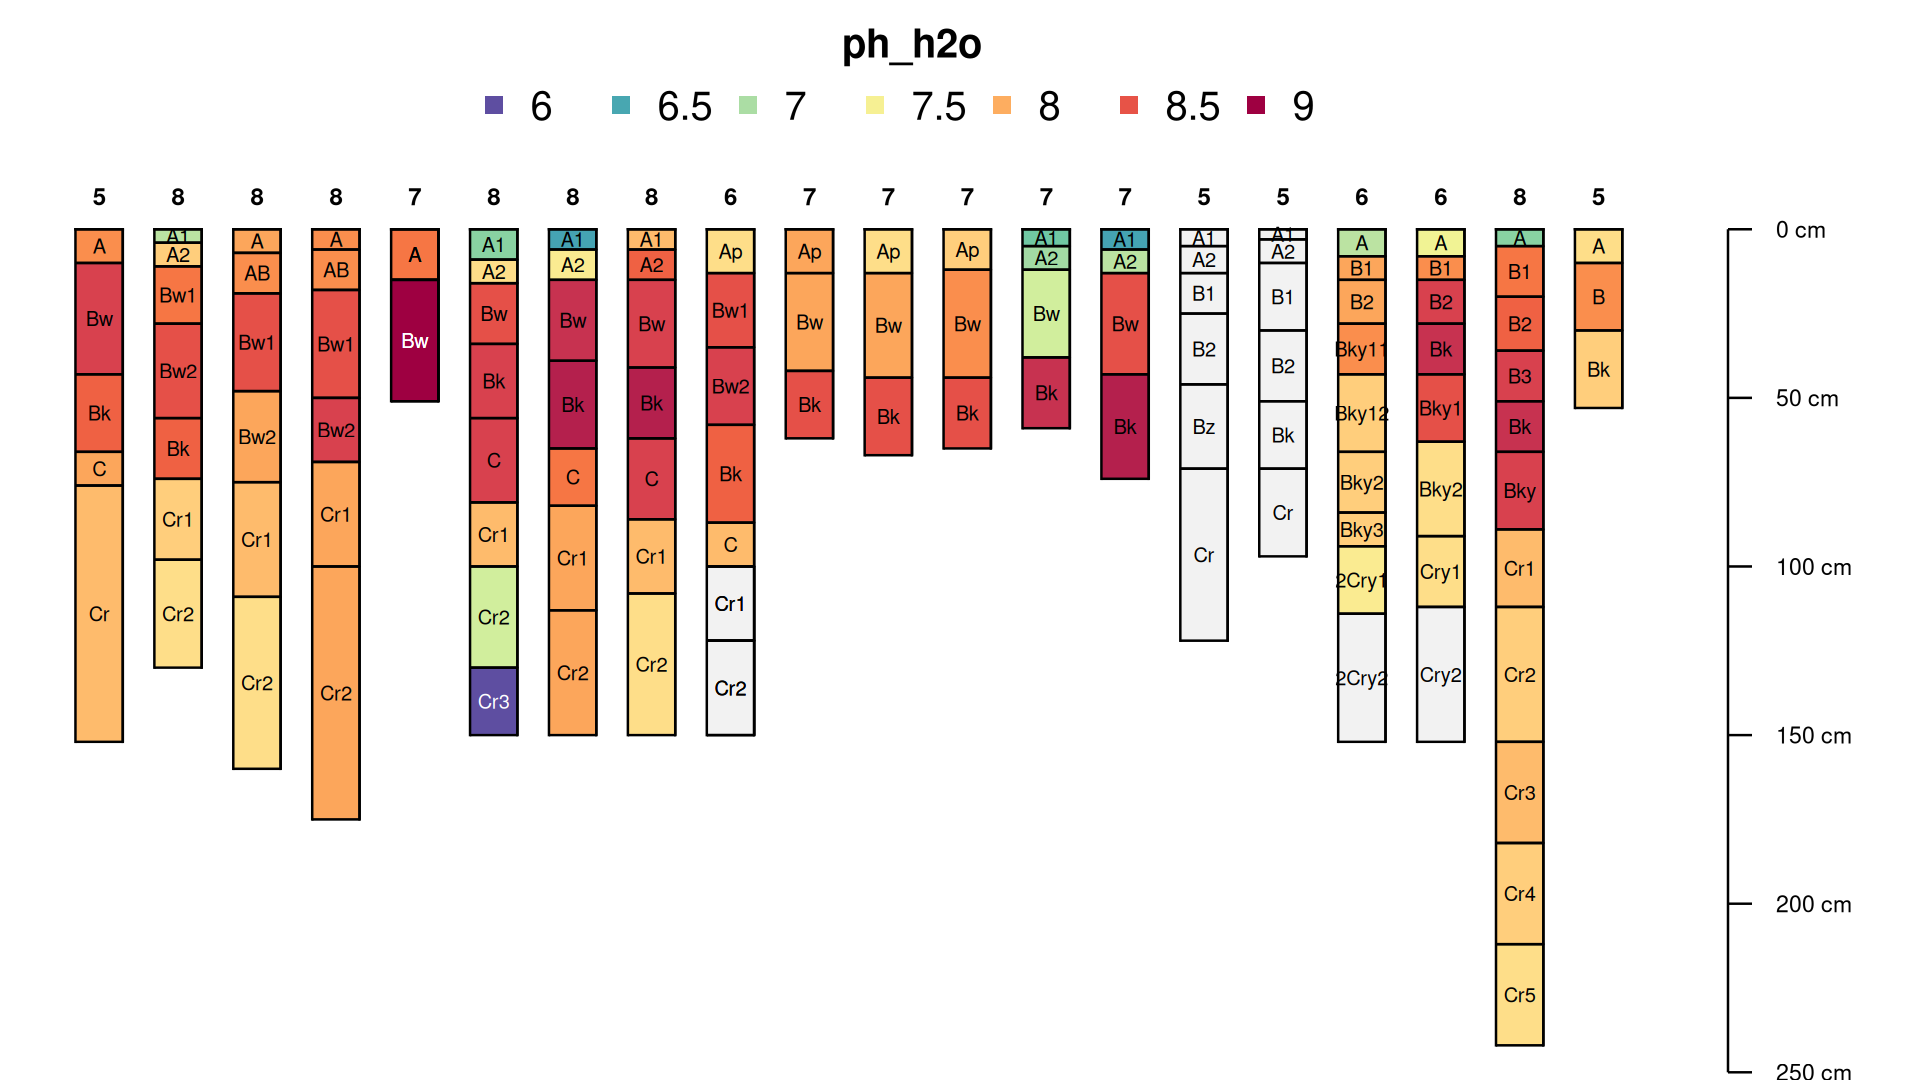 ph_h2o
6 6.5 7 7.5 8 8.5 9
5 8 8 8 7 8 8 8 6 7 7 7 7 7 5 5 6 6 8 5
A Bw Bk C Cr
A1 A2 Bw1 Bw2 Bk Cr1 Cr2
A AB Bw1 Bw2 Cr1 Cr2
A AB Bw1 Bw2 Cr1 Cr2
A Bw
A1 A2 Bw Bk C Cr1 Cr2 Cr3
A1 A2 Bw Bk C Cr1 Cr2
A1 A2 Bw Bk C Cr1 Cr2
Ap Bw1 Bw2 Bk C Cr1 Cr2
Ap Bw Bk
Ap Bw Bk
Ap Bw Bk
A1 A2 Bw Bk
A1 A2 Bw Bk
A1 A2 B1 B2 Bz Cr
A1 A2 B1 B2 Bk Cr
A B1 B2 Bky11 Bky12 Bky2 Bky3 2Cry1 2Cry2
A B1 B2 Bk Bky1 Bky2 Cry1 Cry2
A B1 B2 B3 Bk Bky Cr1 Cr2 Cr3 Cr4 Cr5
A B Bk
0 cm
50 cm
100 cm
150 cm
200 cm
250 cm